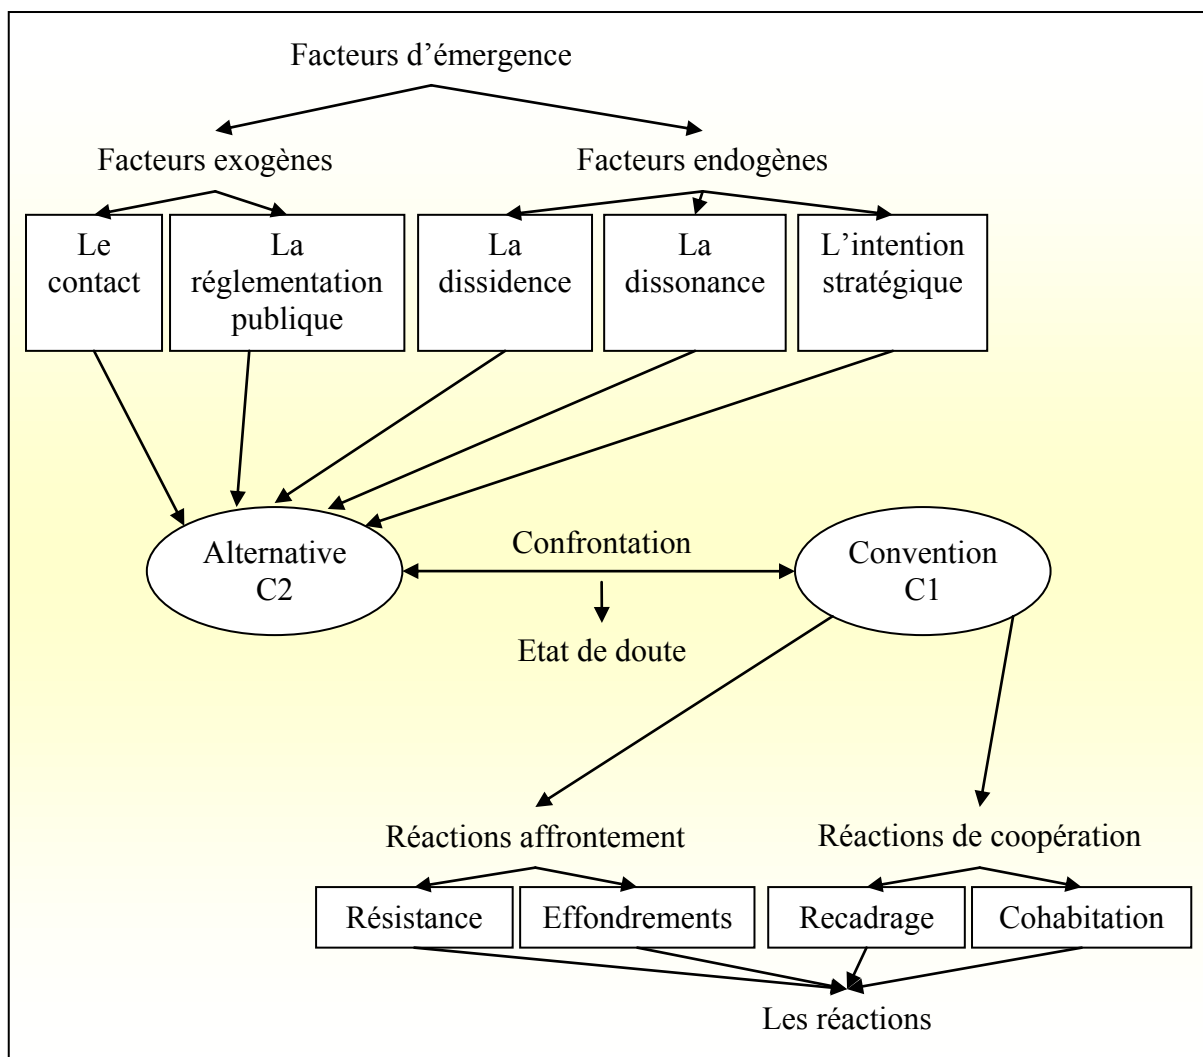 Facteurs d’émergence
Facteurs exogènes
Facteurs endogènes
Le
contact
La
réglementation
publique
La
dissidence
La
dissonance
L’intention
stratégique
Alternative
C2
Confrontation
Etat de doute
Convention
C1
Réactions affrontement
Réactions de coopération
Résistance
Effondrements
Recadrage
Cohabitation
Les réactions